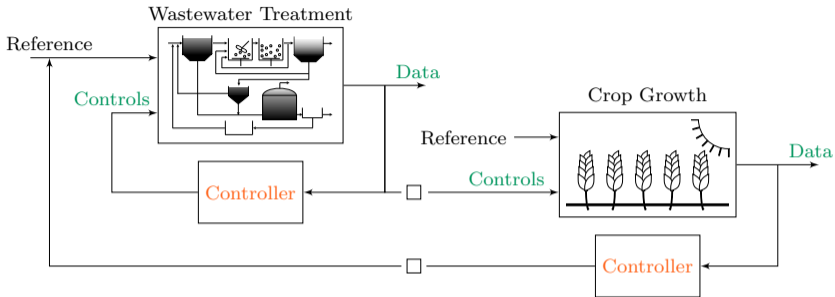 Wastewater Treatment
Reference
Controls
Data
Controller
Crop Growth
Reference
Controls
Data
Controller